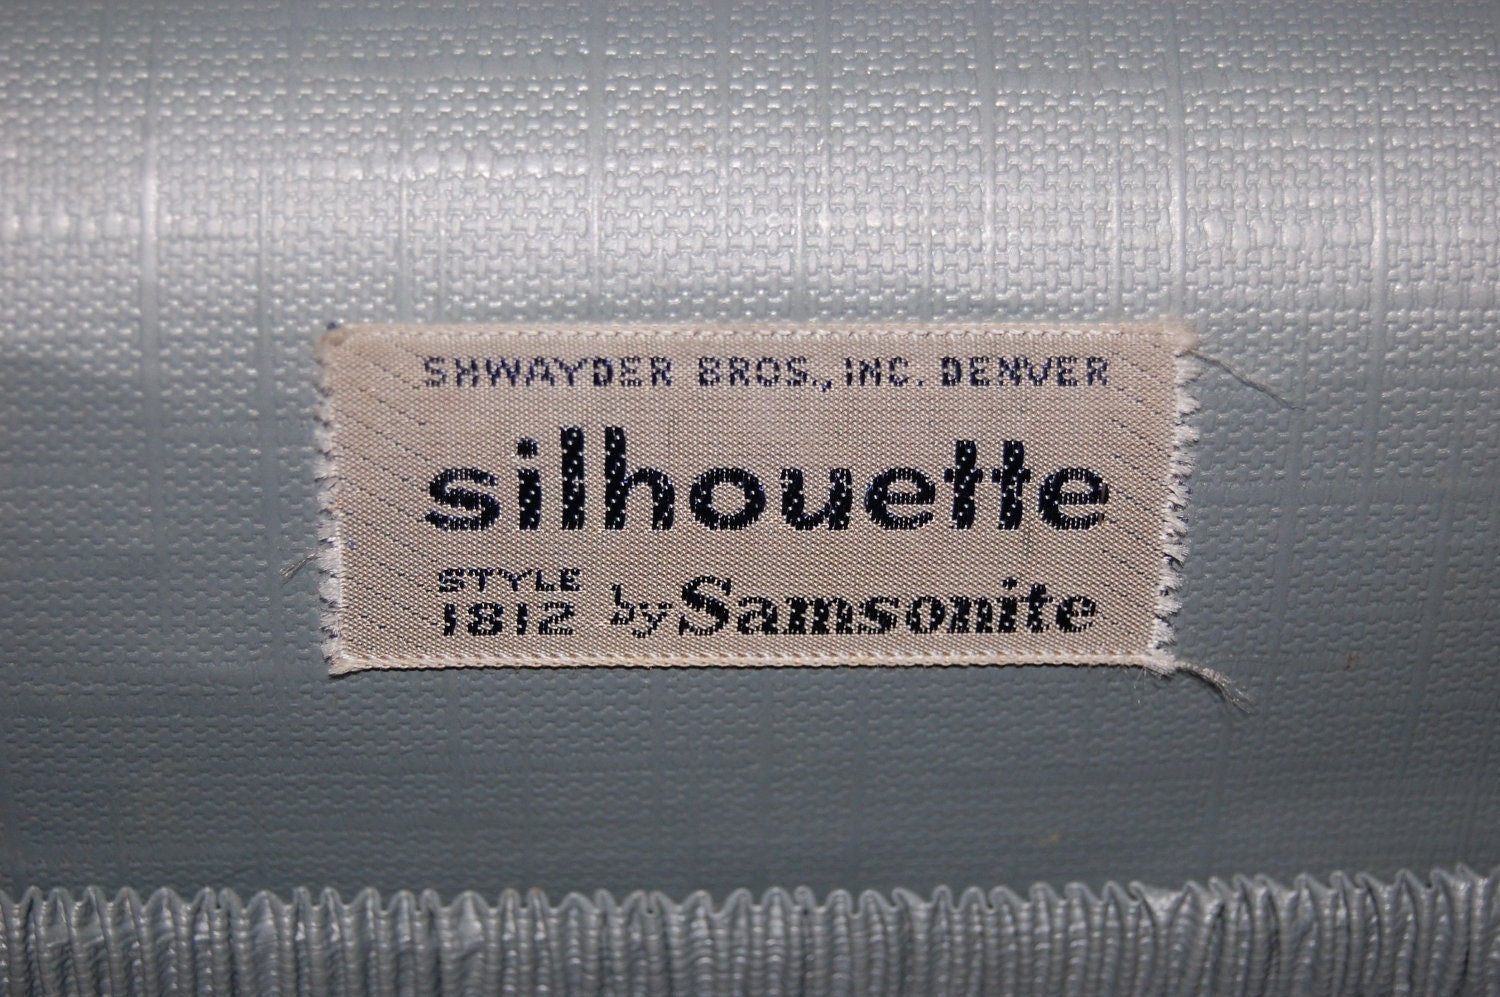 SHWAYDER BROS., INC. DENVER
silhouette
STYLE
1812 by Samsonite